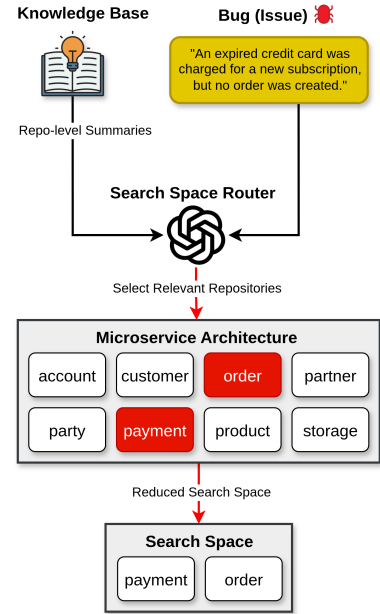 Knowledge Base
Bug (Issue)
"An expired credit card was
charged for a new subscription,
but no order was created."
Repo-level Summaries
Search Space Router
Select Relevant Repositories
Microservice Architecture
account customer order partner
party payment product storage
Reduced Search Space
Search Space
payment order